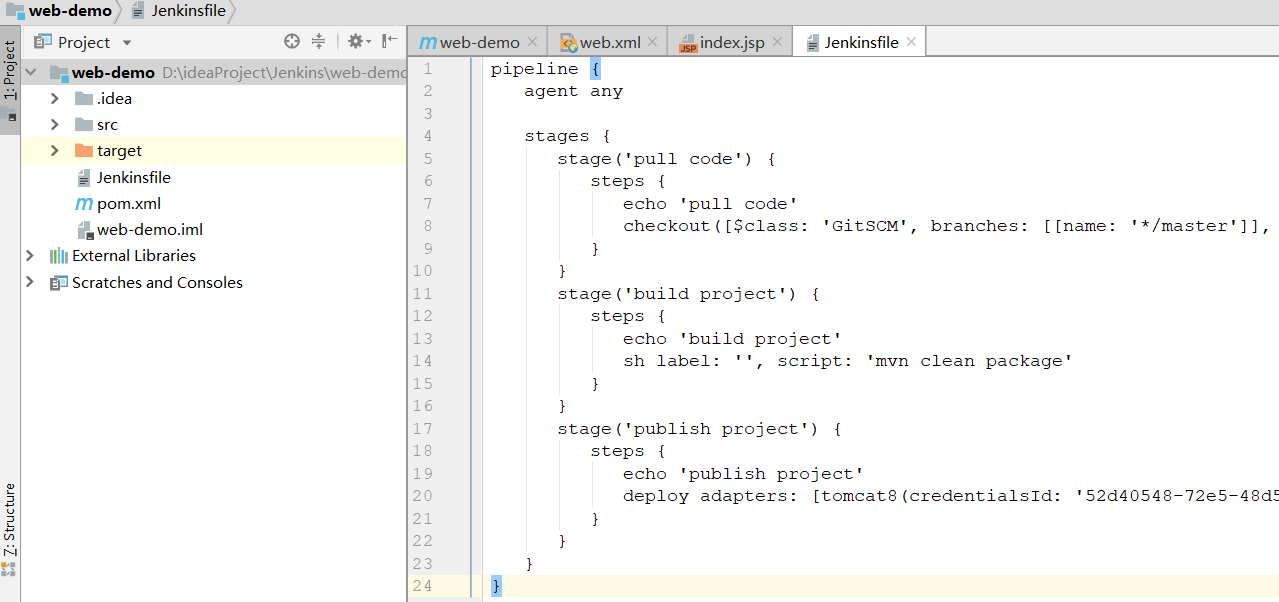 web-demo Jenkinsfile
1: Project
Project
web-demo D:\ideaProject\Jenkins\web-demo
.idea
src
target
Jenkinsfile
pom.xml
web-demo.iml
External Libraries
Scratches and Consoles
7: Structure
m web-demo web.xml JSP index.jsp Jenkinsfile
1 pipeline {
2 agent any
3
4 stages {
5 stage('pull code') {
6 steps {
7 echo 'pull code'
8 checkout([$class: 'GitSCM', branches: [[name: '*/master']],
9 }
10 }
11 stage('build project') {
12 steps {
13 echo 'build project'
14 sh label: '', script: 'mvn clean package'
15 }
16 }
17 stage('publish project') {
18 steps {
19 echo 'publish project'
20 deploy adapters: [tomcat8(credentialsId: '52d40548-72e5-48d5
21 }
22 }
23 }
24 }